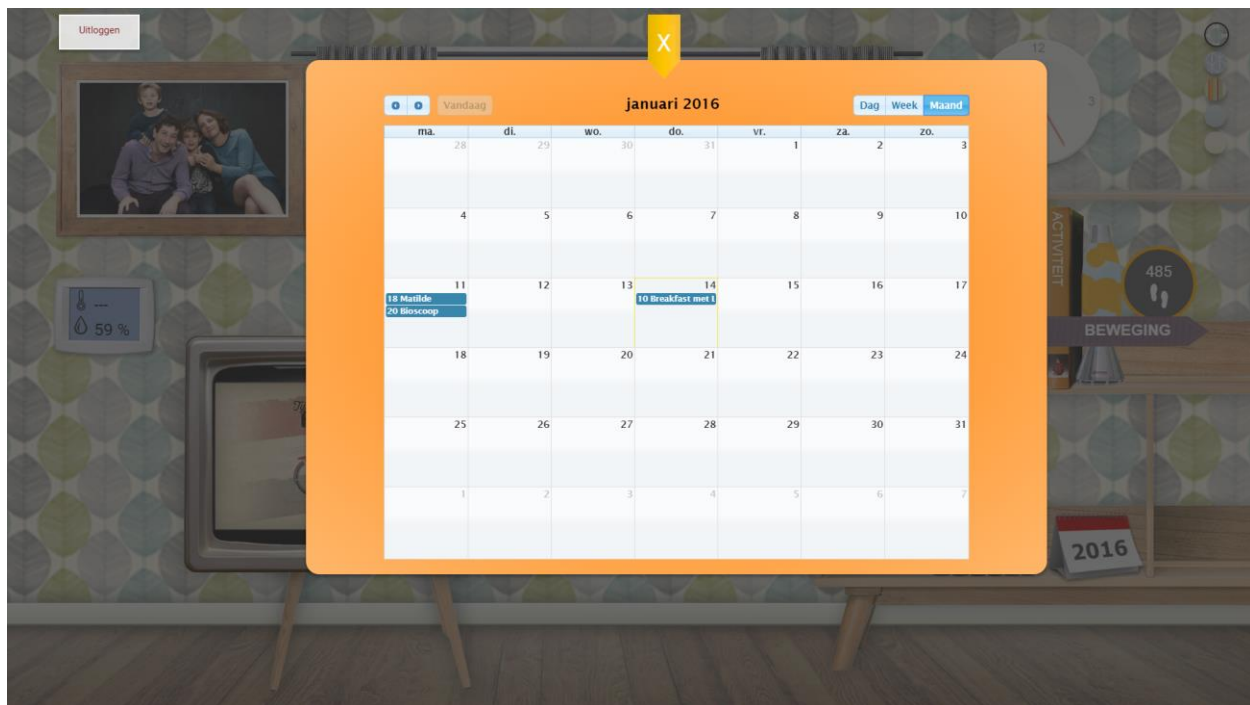 Uitloggen
X
Vandaag
januari 2016
Dag Week Maand
ma. di. wo. do. vr. za. zo.
28 29 30 31 1 2 3
4 5 6 7 8 9 10
11 12 13 14 15 16 17
18 Matilde
20 Bioscoop
10 Breakfast met
18 19 20 21 22 23 24
25 26 27 28 29 30 31
1 2 3 4 5 6 7
12
3
ACTIVITEIT
485
BEWEGING
--- 
59 %
2016